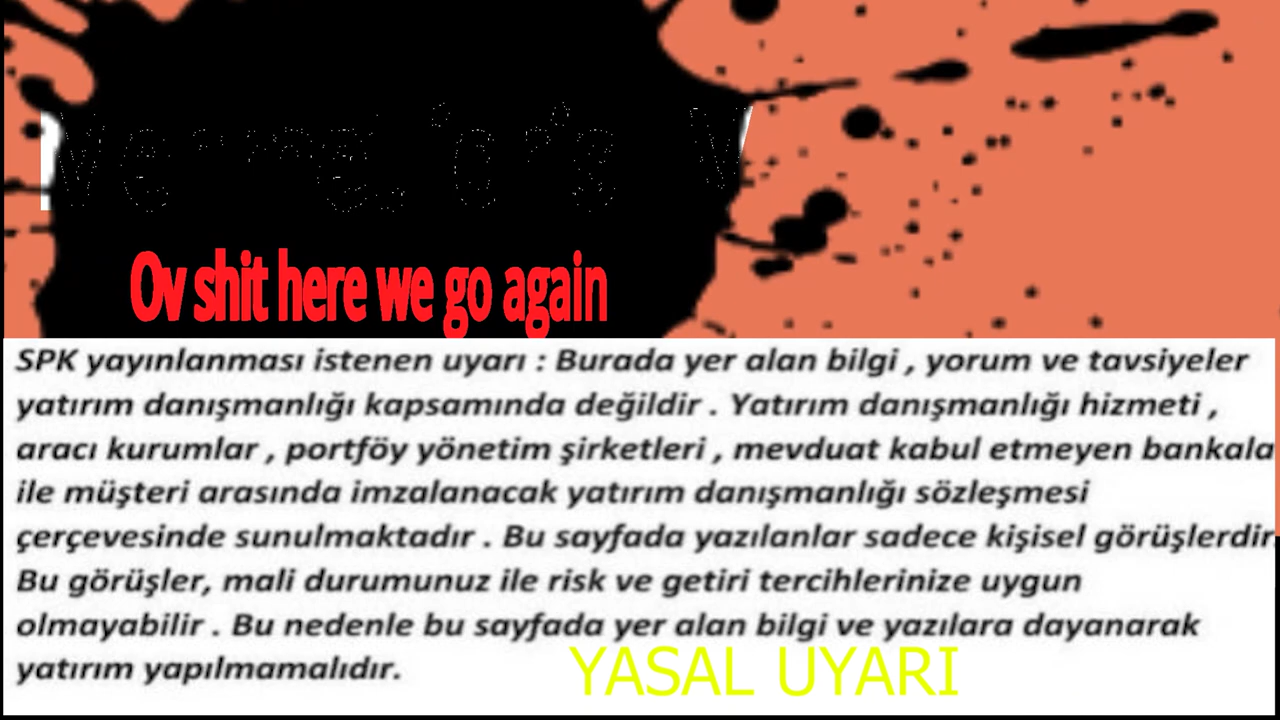 Ov shit here we go again
SPK yayınlanması istenen uyarı : Burada yer alan bilgi , yorum ve tavsiyeler
yatırım danışmanlığı kapsamında değildir . Yatırım danışmanlığı hizmeti ,
aracı kurumlar , portföy yönetim şirketleri , mevduat kabul etmeyen bankala
ile müşteri arasında imzalanacak yatırım danışmanlığı sözleşmesi
çerçevesinde sunulmaktadır . Bu sayfada yazılanlar sadece kişisel görüşlerdir
Bu görüşler, mali durumunuz ile risk ve getiri tercihlerinize uygun
olmayabilir . Bu nedenle bu sayfada yer alan bilgi ve yazılara dayanarak
yatırım yapılmamalıdır.
YASAL UYARI